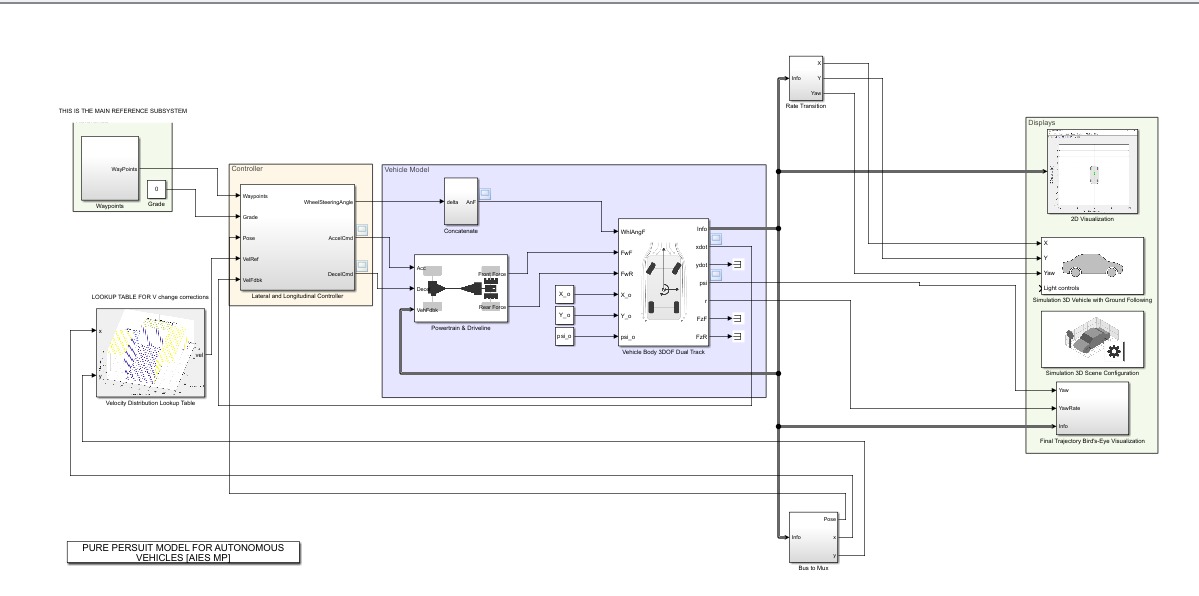 THIS IS THE MAIN REFERENCE SUBSYSTEM
WayPoints
Waypoints
0
Grade
LOOKUP TABLE FOR V change corrections
x
y
vel
Velocity Distribution Lookup Table
Controller
Waypoints
Grade
Pose
VelRef
VelFdbk
WheelSteeringAngle
AccelCmd
DecelCmd
Lateral and Longitudinal Controller
Vehicle Model
delta
AnF
Concatenate
Acc
Dece
VehFdbk
Front Force
Rear Force
Powertrain & Driveline
X_o
Y_o
psi_o
WhlAngF
FwF
FwR
X_o
Y_o
psi_o
Info
xdot
ydot
psi
r
FzF
FzR
Vehicle Body 3DOF Dual Track
Info
X
Y
Yaw
Rate Transition
Displays
2D Visualization
X
Y
Yaw
Light controls
Simulation 3D Vehicle with Ground Following
Simulation 3D Scene Configuration
Yaw
YawRate
Info
Final Trajectory Bird's-Eye Visualization
Info
Pose
x
y
Bus to Mux
PURE PERSUIT MODEL FOR AUTONOMOUS
VEHICLES [AIES MP]